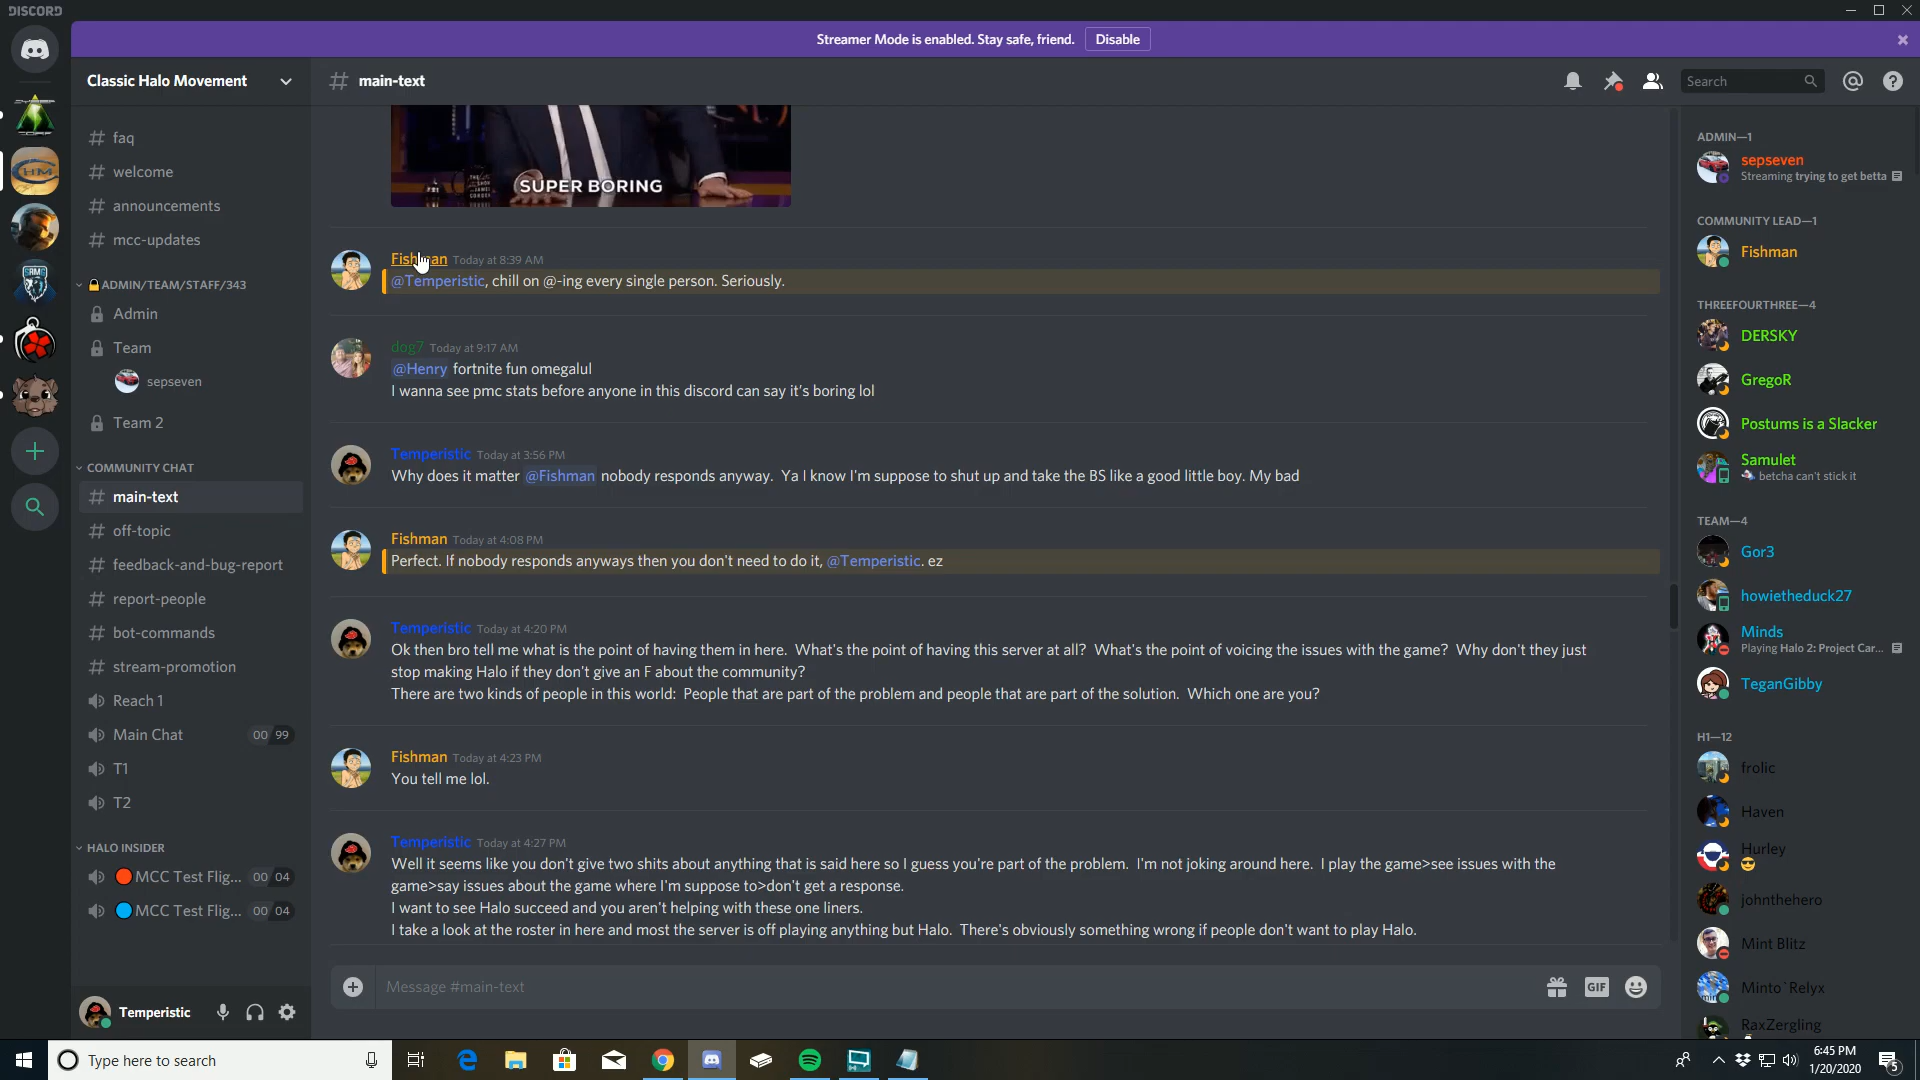 DISCORD
Streamer Mode is enabled. Stay safe, friend. Disable
Classic Halo Movement
# main-text
Search
faq
welcome
announcements
mcc-updates
ADMIN/TEAM/STAFF/343
Admin
Team
sepseven
Team 2
COMMUNITY CHAT
main-text
off-topic
feedback-and-bug-report
report-people
bot-commands
stream-promotion
Reach 1
Main Chat 00 99
T1
T2
HALO INSIDER
MCC Test Flig... 00 04
MCC Test Flig... 00 04
Temperistic
SUPER BORING
Fishman Today at 8:39 AM
@Temperistic, chill on @-ing every single person. Seriously.
dog7 Today at 9:17 AM
@Henry fortnite fun omegalul
I wanna see pmc stats before anyone in this discord can say it's boring lol
Temperistic Today at 3:56 PM
Why does it matter @Fishman nobody responds anyway. Ya I know I'm suppose to shut up and take the BS like a good little boy. My bad
Fishman Today at 4:08 PM
Perfect. If nobody responds anyways then you don't need to do it, @Temperistic. ez
Temperistic Today at 4:20 PM
Ok then bro tell me what is the point of having them in here. What's the point of having this server at all? What's the point of voicing the issues with the game? Why don't they just
stop making Halo if they don't give an F about the community?
There are two kinds of people in this world: People that are part of the problem and people that are part of the solution. Which one are you?
Fishman Today at 4:23 PM
You tell me lol.
Temperistic Today at 4:27 PM
Well it seems like you don't give two shits about anything that is said here so I guess you're part of the problem. I'm not joking around here. I play the game>see issues with the
game>say issues about the game where I'm suppose to>don't get a response.
I want to see Halo succeed and you aren't helping with these one liners.
I take a look at the roster in here and most the server is off playing anything but Halo. There's obviously something wrong if people don't want to play Halo.
Message #main-text
GIF
ADMIN—1
sepseven
Streaming trying to get betta
COMMUNITY LEAD—1
Fishman
THREEFOURTHREE—4
DERSKY
GregoR
Postums is a Slacker
Samulet
betcha can't stick it
TEAM—4
Gor3
howietheduck27
Minds
Playing Halo 2: Project Car...
TeganGibby
H1—12
frolic
Haven
Hurley
johnthehero
Mint Blitz
Minto`Relyx
RaxZergling
Type here to search
6:45 PM
1/20/2020
5